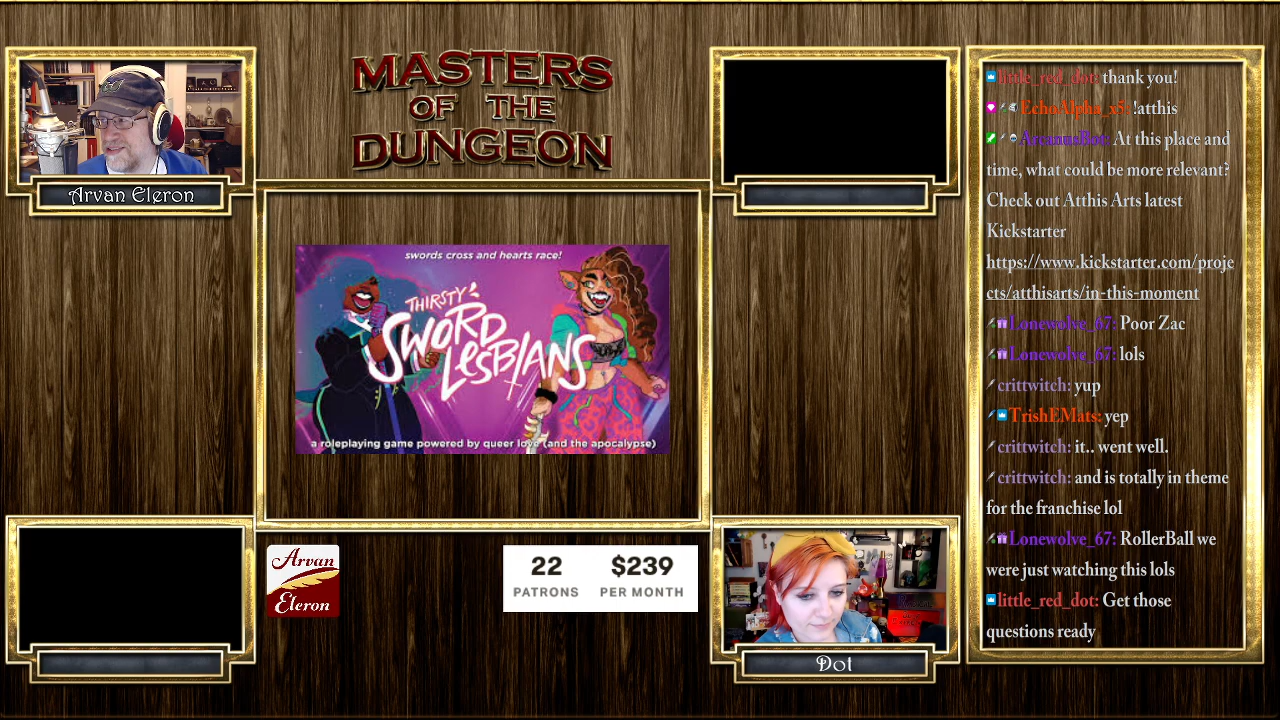 MASTERS
OF THE
DUNGEON
Arvan Eleron
swords cross and hearts race!
THIRSTY
SWORD
LESBIANS
a roleplaying game powered by queer love (and the apocalypse)
Arvan
Eleron
22
PATRONS
$239
PER MONTH
Dot
little_red_dot: thank you!
EchoAlpha_x5: !atthis
ArcanusBot: At this place and
time, what could be more relevant?
Check out Atthis Arts latest
Kickstarter
https://www.kickstarter.com/proje
cts/atthisarts/in-this-moment
Lonewolve_67: Poor Zac
Lonewolve_67: lols
crittwitch: yup
TrishEMats: yep
crittwitch: it.. went well.
crittwitch: and is totally in theme
for the franchise lol
Lonewolve_67: RollerBall we
were just watching this lols
little_red_dot: Get those
questions ready